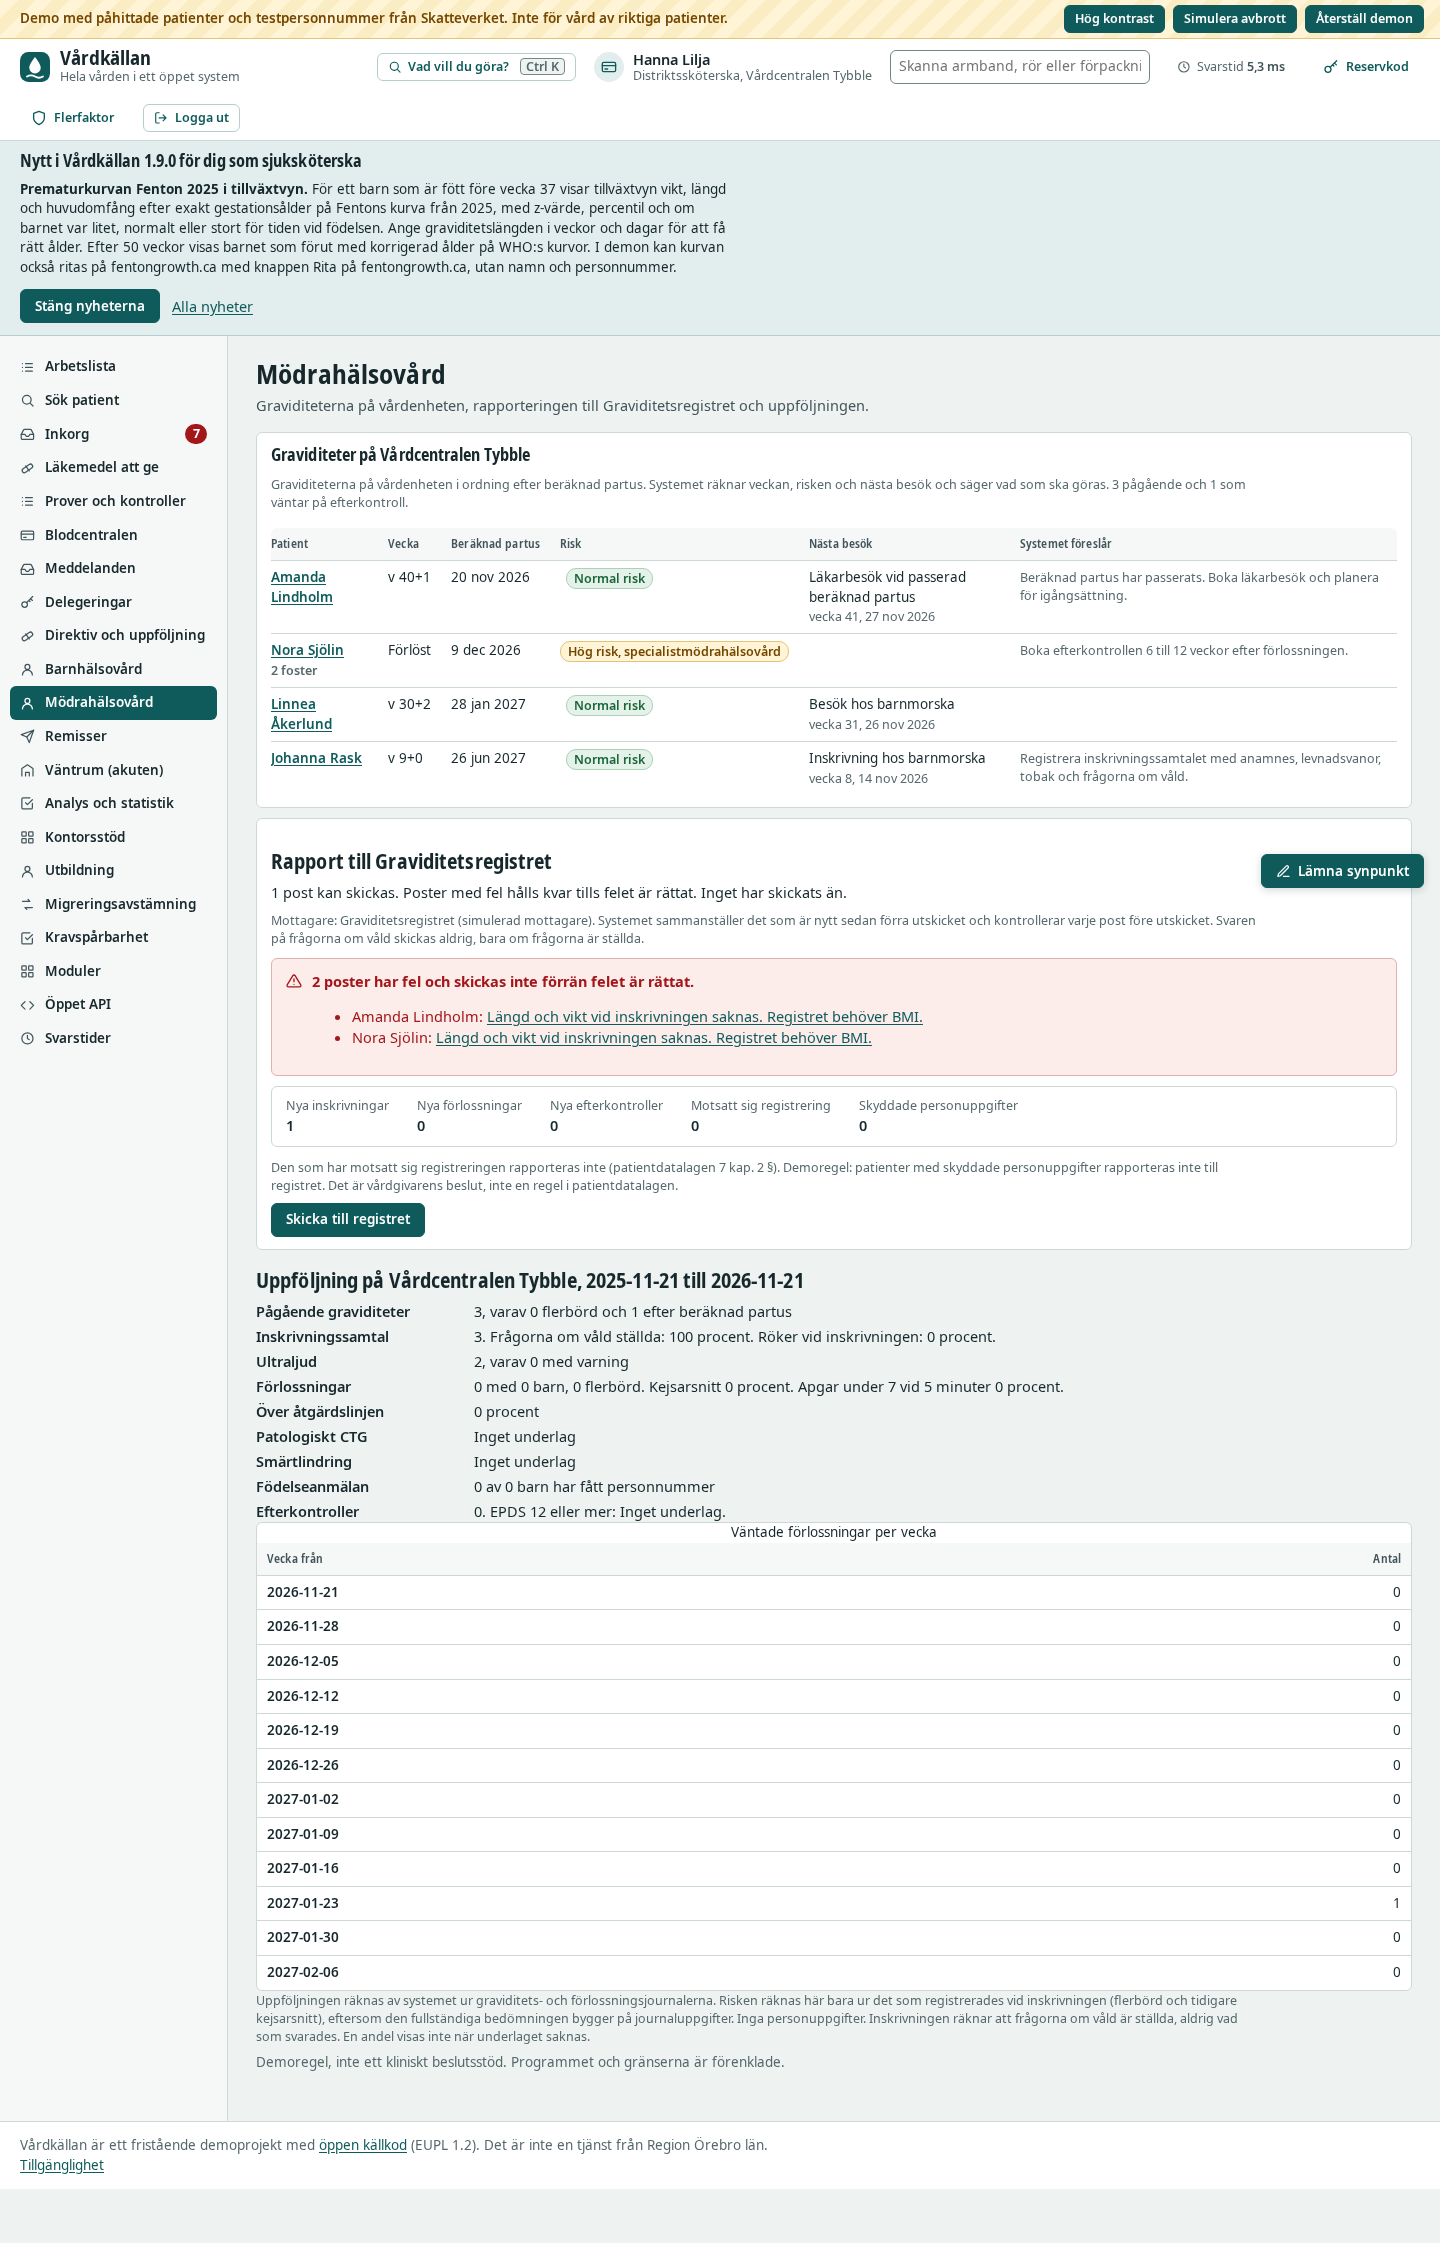 Demo med påhittade patienter och testpersonnummer från Skatteverket. Inte för vård av riktiga patienter.
Hög kontrast
Simulera avbrott
Återställ demon
Vårdkällan
Hela vården i ett öppet system
Vad vill du göra? Ctrl K
Hanna Lilja
Distriktssköterska, Vårdcentralen Tybble
Skanna armband, rör eller förpackni
Svarstid 5,3 ms
Reservkod
Flerfaktor
Logga ut
Nytt i Vårdkällan 1.9.0 för dig som sjuksköterska
Prematurkurvan Fenton 2025 i tillväxtvyn. För ett barn som är fött före vecka 37 visar tillväxtvyn vikt, längd
och huvudomfång efter exakt gestationsålder på Fentons kurva från 2025, med z-värde, percentil och om
barnet var litet, normalt eller stort för tiden vid födelsen. Ange graviditetslängden i veckor och dagar för att få
rätt ålder. Efter 50 veckor visas barnet som förut med korrigerad ålder på WHO:s kurvor. I demon kan kurvan
också ritas på fentongrowth.ca med knappen Rita på fentongrowth.ca, utan namn och personnummer.
Stäng nyheterna
Alla nyheter
Arbetslista
Sök patient
Inkorg 7
Läkemedel att ge
Prover och kontroller
Blodcentralen
Meddelanden
Delegeringar
Direktiv och uppföljning
Barnhälsovård
Mödrahälsovård
Remisser
Väntrum (akuten)
Analys och statistik
Kontorsstöd
Utbildning
Migreringsavstämning
Kravspårbarhet
Moduler
Öppet API
Svarstider
Mödrahälsovård
Graviditeterna på vårdenheten, rapporteringen till Graviditetsregistret och uppföljningen.
Graviditeter på Vårdcentralen Tybble
Graviditeterna på vårdenheten i ordning efter beräknad partus. Systemet räknar veckan, risken och nästa besök och säger vad som ska göras. 3 pågående och 1 som
väntar på efterkontroll.
Patient Vecka Beräknad partus Risk Nästa besök Systemet föreslår
Amanda Lindholm v 40+1 20 nov 2026 Normal risk Läkarbesök vid passerad beräknad partus
vecka 41, 27 nov 2026
Beräknad partus har passerats. Boka läkarbesök och planera
för igångsättning.
Nora Sjölin Förlöst 9 dec 2026 Hög risk, specialistmödrahälsovård Boka efterkontrollen 6 till 12 veckor efter förlossningen.
2 foster
Linnea Åkerlund v 30+2 28 jan 2027 Normal risk Besök hos barnmorska
vecka 31, 26 nov 2026
Johanna Rask v 9+0 26 jun 2027 Normal risk Inskrivning hos barnmorska
vecka 8, 14 nov 2026
Registrera inskrivningssamtalet med anamnes, levnadsvanor,
tobak och frågorna om våld.
Rapport till Graviditetsregistret
Lämna synpunkt
1 post kan skickas. Poster med fel hålls kvar tills felet är rättat. Inget har skickats än.
Mottagare: Graviditetsregistret (simulerad mottagare). Systemet sammanställer det som är nytt sedan förra utskicket och kontrollerar varje post före utskicket. Svaren
på frågorna om våld skickas aldrig, bara om frågorna är ställda.
2 poster har fel och skickas inte förrän felet är rättat.
• Amanda Lindholm: Längd och vikt vid inskrivningen saknas. Registret behöver BMI.
• Nora Sjölin: Längd och vikt vid inskrivningen saknas. Registret behöver BMI.
Nya inskrivningar Nya förlossningar Nya efterkontroller Motsatt sig registrering Skyddade personuppgifter
1 0 0 0 0
Den som har motsatt sig registreringen rapporteras inte (patientdatalagen 7 kap. 2 §). Demoregel: patienter med skyddade personuppgifter rapporteras inte till
registret. Det är vårdgivarens beslut, inte en regel i patientdatalagen.
Skicka till registret
Uppföljning på Vårdcentralen Tybble, 2025-11-21 till 2026-11-21
Pågående graviditeter 3, varav 0 flerbörd och 1 efter beräknad partus
Inskrivningssamtal 3. Frågorna om våld ställda: 100 procent. Röker vid inskrivningen: 0 procent.
Ultraljud 2, varav 0 med varning
Förlossningar 0 med 0 barn, 0 flerbörd. Kejsarsnitt 0 procent. Apgar under 7 vid 5 minuter 0 procent.
Över åtgärdslinjen 0 procent
Patologiskt CTG Inget underlag
Smärtlindring Inget underlag
Födelseanmälan 0 av 0 barn har fått personnummer
Efterkontroller 0. EPDS 12 eller mer: Inget underlag.
Väntade förlossningar per vecka
Vecka från Antal
2026-11-21 0
2026-11-28 0
2026-12-05 0
2026-12-12 0
2026-12-19 0
2026-12-26 0
2027-01-02 0
2027-01-09 0
2027-01-16 0
2027-01-23 1
2027-01-30 0
2027-02-06 0
Uppföljningen räknas av systemet ur graviditets- och förlossningsjournalerna. Risken räknas här bara ur det som registrerades vid inskrivningen (flerbörd och tidigare
kejsarsnitt), eftersom den fullständiga bedömningen bygger på journaluppgifter. Inga personuppgifter. Inskrivningen räknar att frågorna om våld är ställda, aldrig vad
som svarades. En andel visas inte när underlaget saknas.
Demoregel, inte ett kliniskt beslutsstöd. Programmet och gränserna är förenklade.
Vårdkällan är ett fristående demoprojekt med öppen källkod (EUPL 1.2). Det är inte en tjänst från Region Örebro län.
Tillgänglighet